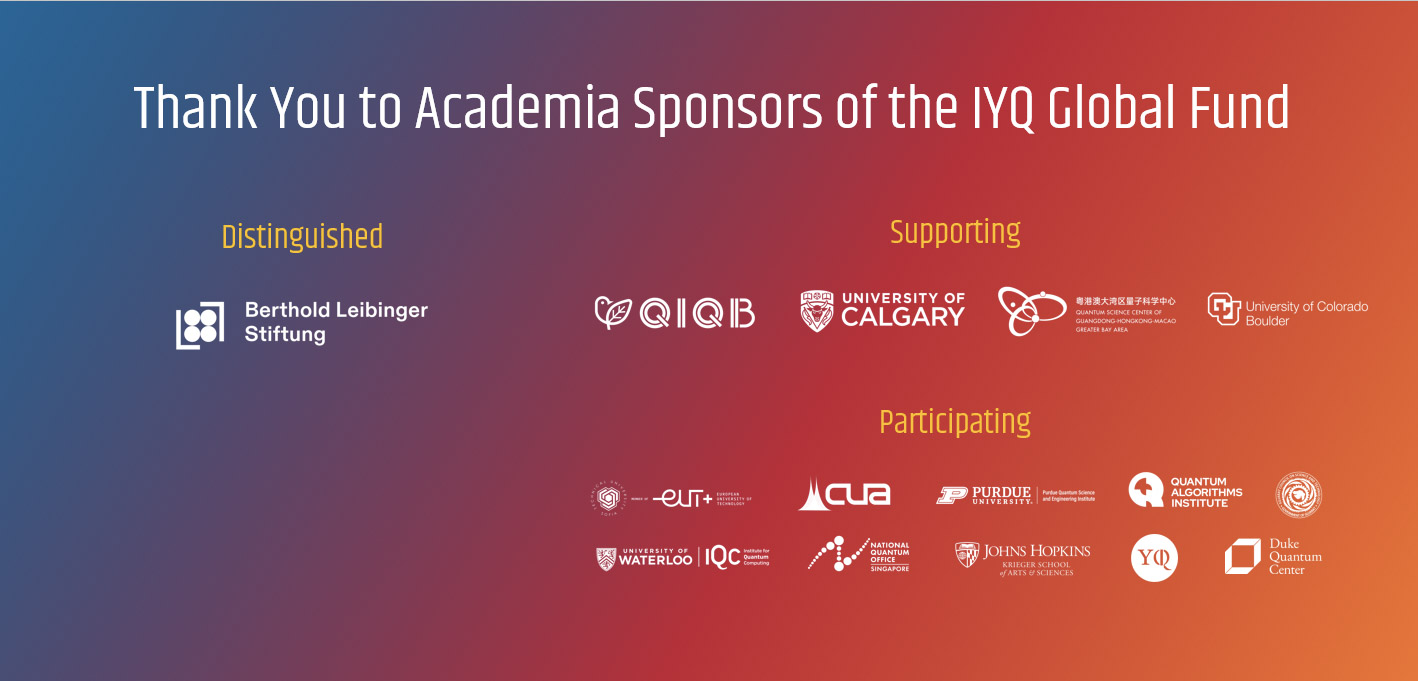 Thank You to Academia Sponsors of the IYQ Global Fund
Distinguished
Berthold Leibinger
Stiftung
Supporting
QIQB
UNIVERSITY OF
CALGARY
粤港澳大湾区量子科学中心
QUANTUM SCIENCE CENTER OF
GUANGDONG-HONGKONG-MACAO
GREATER BAY AREA
CU
University of Colorado
Boulder
Participating
MEMBER OF
eut+
EUROPEAN
UNIVERSITY OF
TECHNOLOGY
CUA
P
PURDUE
UNIVERSITY®
Purdue Quantum Science
and Engineering Institute
QUANTUM
ALGORITHMS
INSTITUTE
UNIVERSITY OF
WATERLOO
IQC
Institute for
Quantum
Computing
NATIONAL
QUANTUM
OFFICE
SINGAPORE
JOHNS HOPKINS
KRIEGER SCHOOL
of ARTS & SCIENCES
YQI
Duke
Quantum
Center